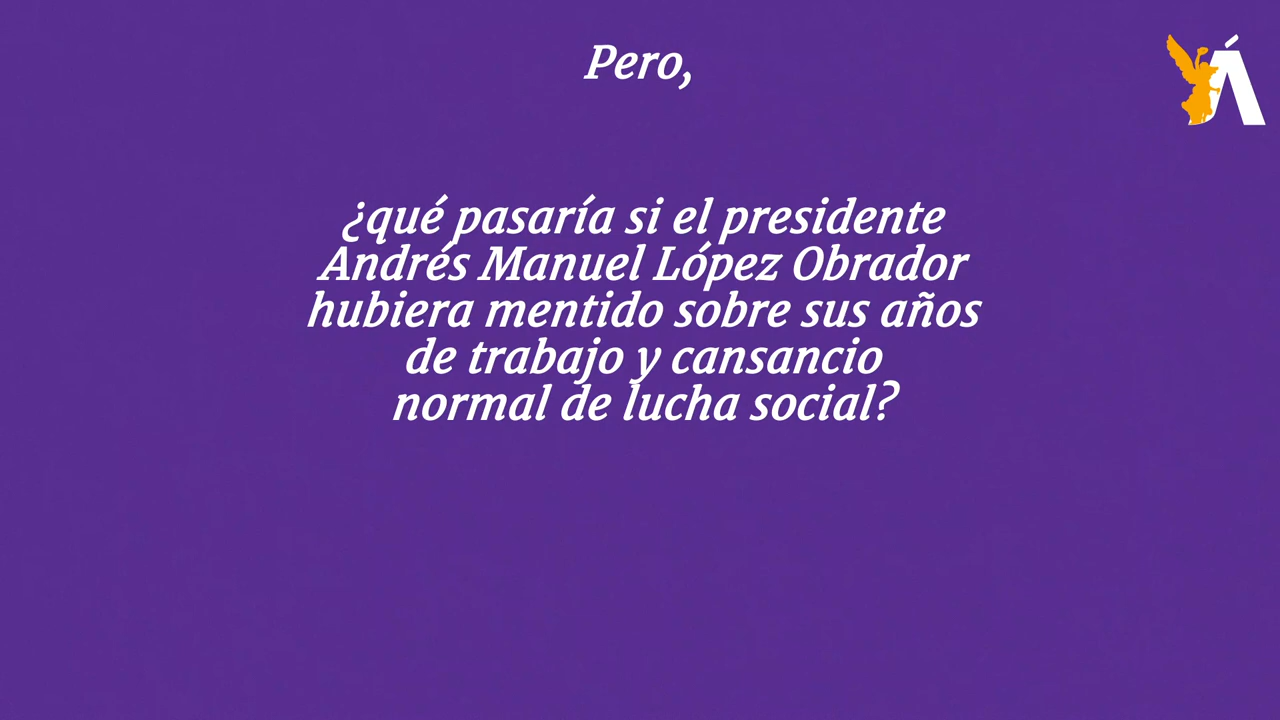 Pero,
Á
¿qué pasaría si el presidente
Andrés Manuel López Obrador
hubiera mentido sobre sus años
de trabajo y cansancio
normal de lucha social?